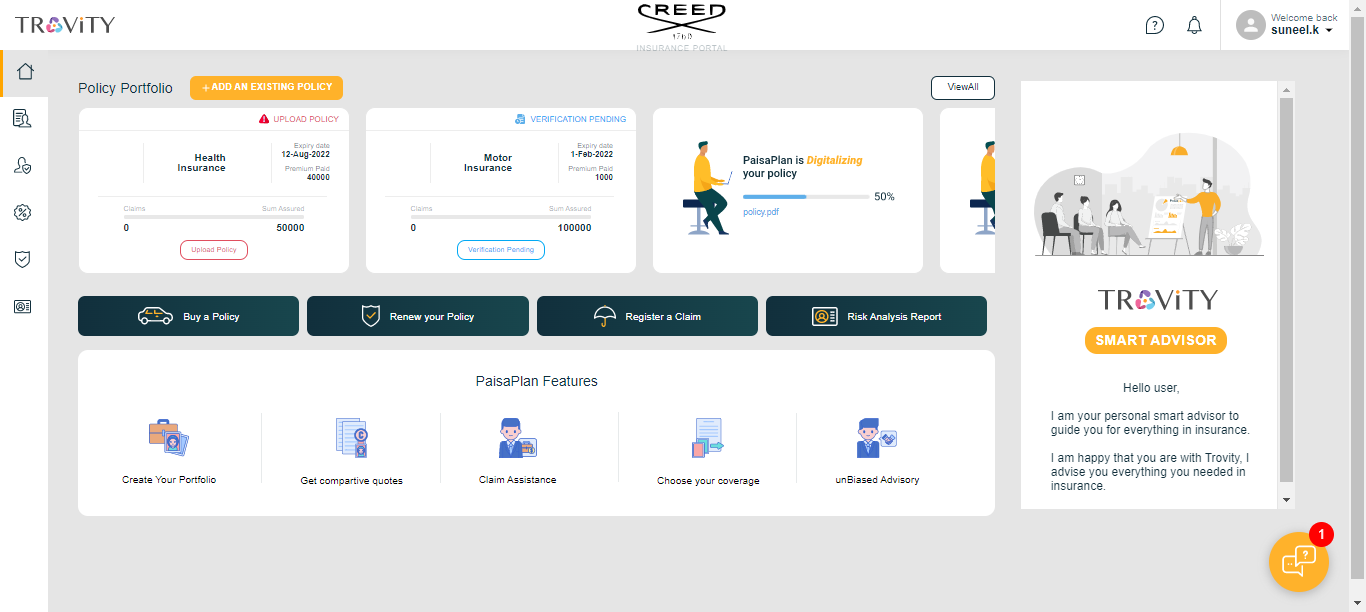 TROViTY
CREED
1760
INSURANCE PORTAL
?
Welcome back
suneel.k
Policy Portfolio
+ ADD AN EXISTING POLICY
ViewAll
UPLOAD POLICY
Health
Insurance
Expiry date
12-Aug-2022
Premium Paid
40000
Claims
Sum Assured
0
50000
Upload Policy
VERIFICATION PENDING
Motor
Insurance
Expiry date
1-Feb-2022
Premium Paid
1000
Claims
Sum Assured
0
100000
Verification Pending
PaisaPlan is Digitalizing
your policy
50%
policy.pdf
Buy a Policy
Renew your Policy
Register a Claim
Risk Analysis Report
PaisaPlan Features
Create Your Portfolio
Get compartive quotes
Claim Assistance
Choose your coverage
unBiased Advisory
TROViTY
SMART ADVISOR
Hello user,
I am your personal smart advisor to
guide you for everything in insurance.
I am happy that you are with Trovity, I
advise you everything you needed in
insurance.
1
?